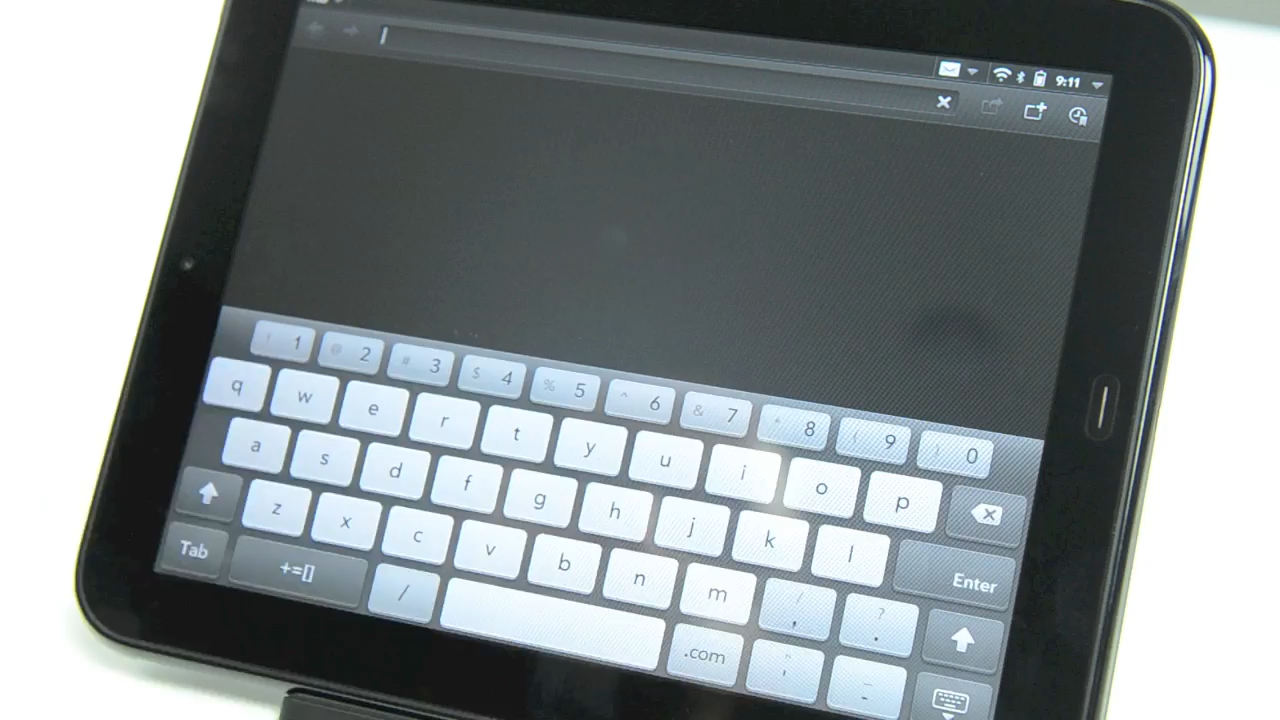 9:11
1 @ 2 # 3 $ 4 % 5 ^ 6 & 7 * 8 ( 9 0
q w e r t y u i o p
a s d f g h j k l Enter
z x c v b n m / , ? .
Tab +=[] / .com _ -